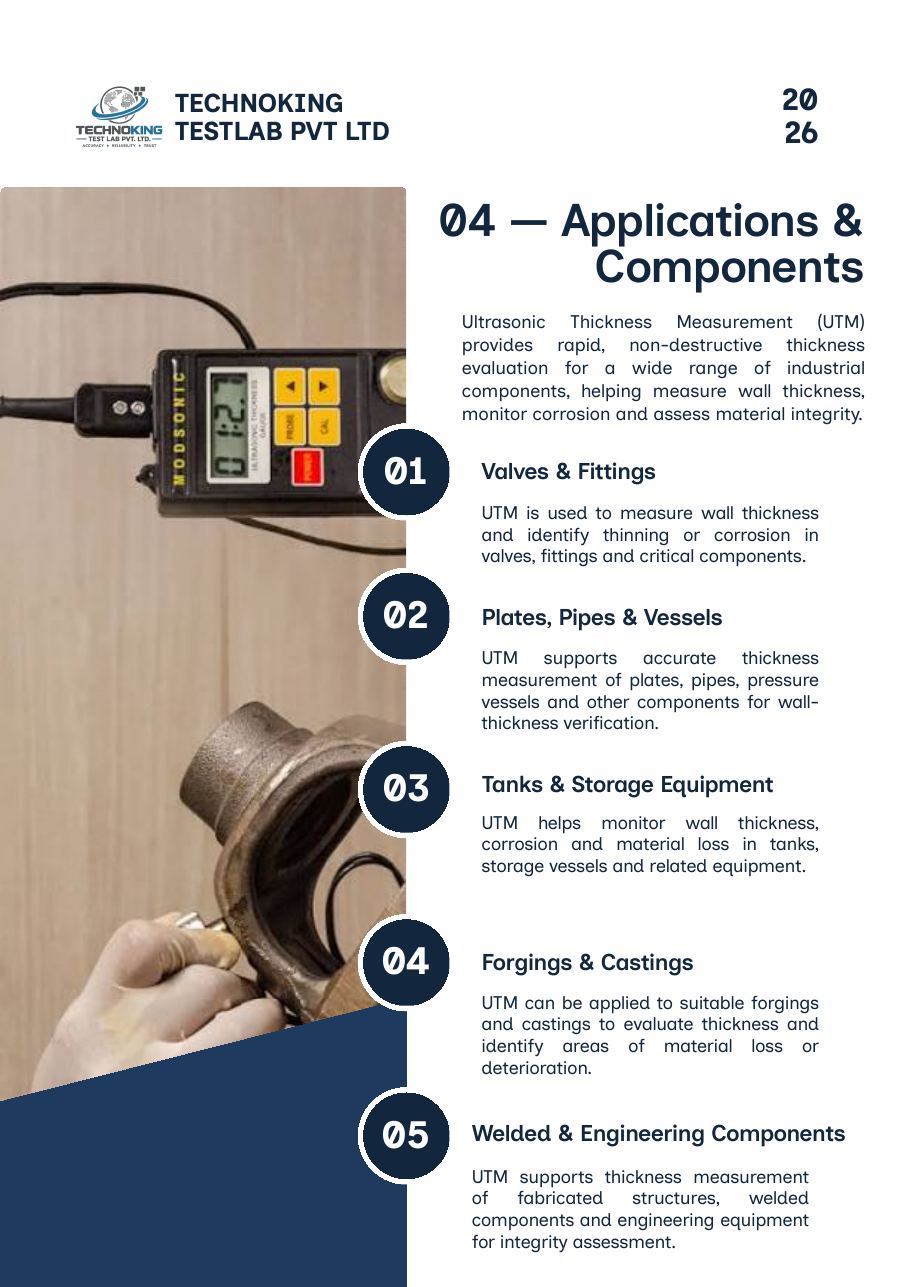 TECHNOKING
TEST LAB PVT. LTD.
ACCURACY • RELIABILITY • TRUST
TECHNOKING
TESTLAB PVT LTD
20
26
04 — Applications &
Components
Ultrasonic Thickness Measurement (UTM)
provides rapid, non-destructive thickness
evaluation for a wide range of industrial
components, helping measure wall thickness,
monitor corrosion and assess material integrity.
MODSONIC
ULTRASONIC THICKNESS
GAUGE
PROBE
CAL
POWER
01
Valves & Fittings
UTM is used to measure wall thickness
and identify thinning or corrosion in
valves, fittings and critical components.
02
Plates, Pipes & Vessels
UTM supports accurate thickness
measurement of plates, pipes, pressure
vessels and other components for wall-
thickness verification.
03
Tanks & Storage Equipment
UTM helps monitor wall thickness,
corrosion and material loss in tanks,
storage vessels and related equipment.
04
Forgings & Castings
UTM can be applied to suitable forgings
and castings to evaluate thickness and
identify areas of material loss or
deterioration.
05
Welded & Engineering Components
UTM supports thickness measurement
of fabricated structures, welded
components and engineering equipment
for integrity assessment.